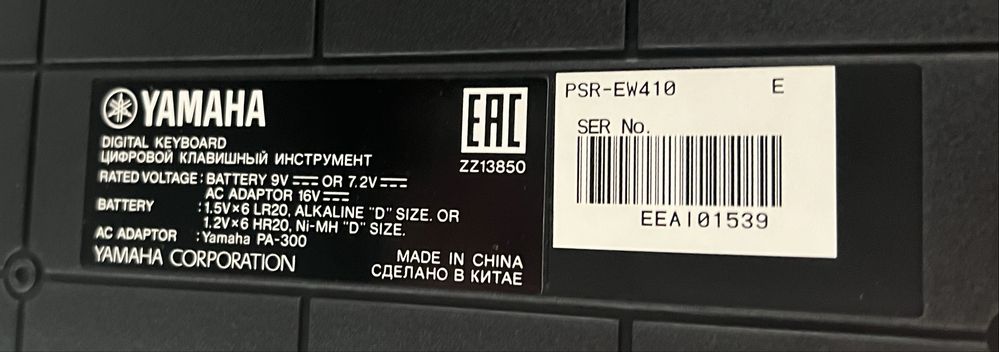 YAMAHA
DIGITAL KEYBOARD
ЦИФРОВОЙ КЛАВИШНЫЙ ИНСТРУМЕНТ
RATED VOLTAGE : BATTERY 9V⎓ OR 7.2V⎓
AC ADAPTOR 16V⎓
BATTERY : 1.5V×6 LR20, ALKALINE "D" SIZE. OR
1.2V×6 HR20, Ni-MH "D" SIZE.
AC ADAPTOR : Yamaha PA-300
YAMAHA CORPORATION
EAC
ZZ13850
MADE IN CHINA
СДЕЛАНО В КИТАЕ
PSR-EW410 E
SER No.
EEAI01539